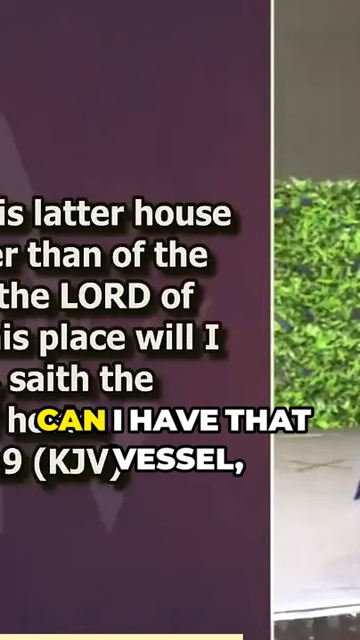 is latter house
er than of the
the LORD of
is place will I
saith the
CAN I HAVE THAT
9 (KJV)
VESSEL,